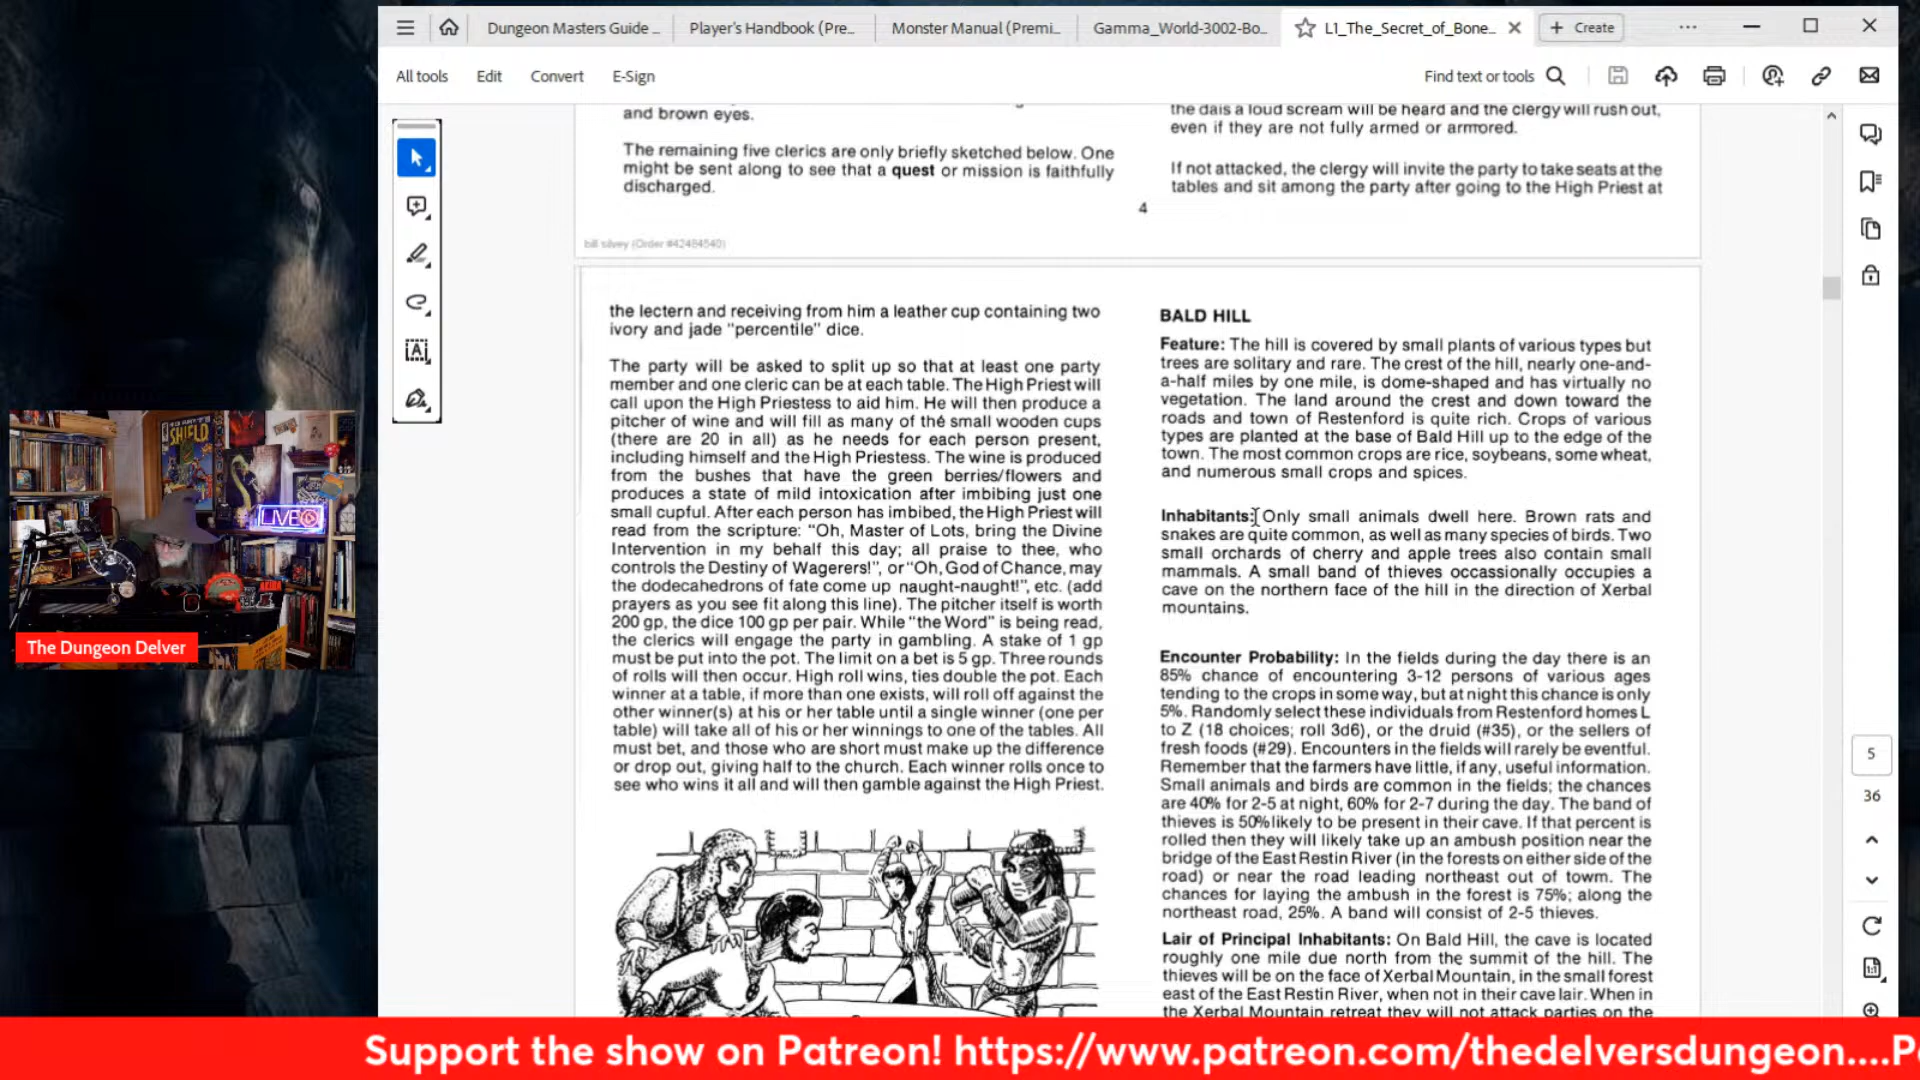 Dungeon Masters Guide ...
Player's Handbook (Pre...
Monster Manual (Premi...
Gamma_World-3002-Bo...
L1_The_Secret_of_Bone...
Create
All tools
Edit
Convert
E-Sign
Find text or tools
and brown eyes.
The remaining five clerics are only briefly sketched below. One
might be sent along to see that a quest or mission is faithfully
discharged.
the dais a loud scream will be heard and the clergy will rush out,
even if they are not fully armed or armored.
If not attacked, the clergy will invite the party to take seats at the
tables and sit among the party after going to the High Priest at
4
bill silvey (Order #42484540)
the lectern and receiving from him a leather cup containing two
ivory and jade "percentile" dice.
The party will be asked to split up so that at least one party
member and one cleric can be at each table. The High Priest will
call upon the High Priestess to aid him. He will then produce a
pitcher of wine and will fill as many of the small wooden cups
(there are 20 in all) as he needs for each person present,
including himself and the High Priestess. The wine is produced
from the bushes that have the green berries/flowers and
produces a state of mild intoxication after imbibing just one
small cupful. After each person has imbibed, the High Priest will
read from the scripture: "Oh, Master of Lots, bring the Divine
Intervention in my behalf this day; all praise to thee, who
controls the Destiny of Wagerers!", or "Oh, God of Chance, may
the dodecahedrons of fate come up naught-naught!", etc. (add
prayers as you see fit along this line). The pitcher itself is worth
200 gp, the dice 100 gp per pair. While "the Word" is being read,
the clerics will engage the party in gambling. A stake of 1 gp
must be put into the pot. The limit on a bet is 5 gp. Three rounds
of rolls will then occur. High roll wins, ties double the pot. Each
winner at a table, if more than one exists, will roll off against the
other winner(s) at his or her table until a single winner (one per
table) will take all of his or her winnings to one of the tables. All
must bet, and those who are short must make up the difference
or drop out, giving half to the church. Each winner rolls once to
see who wins it all and will then gamble against the High Priest.
BALD HILL
Feature: The hill is covered by small plants of various types but
trees are solitary and rare. The crest of the hill, nearly one-and-
a-half miles by one mile, is dome-shaped and has virtually no
vegetation. The land around the crest and down toward the
roads and town of Restenford is quite rich. Crops of various
types are planted at the base of Bald Hill up to the edge of the
town. The most common crops are rice, soybeans, some wheat,
and numerous small crops and spices.
Inhabitants: Only small animals dwell here. Brown rats and
snakes are quite common, as well as many species of birds. Two
small orchards of cherry and apple trees also contain small
mammals. A small band of thieves occassionally occupies a
cave on the northern face of the hill in the direction of Xerbal
mountains.
Encounter Probability: In the fields during the day there is an
85% chance of encountering 3-12 persons of various ages
tending to the crops in some way, but at night this chance is only
5%. Randomly select these individuals from Restenford homes L
to Z (18 choices; roll 3d6), or the druid (#35), or the sellers of
fresh foods (#29). Encounters in the fields will rarely be eventful.
Remember that the farmers have little, if any, useful information.
Small animals and birds are common in the fields; the chances
are 40% for 2-5 at night, 60% for 2-7 during the day. The band of
thieves is 50% likely to be present in their cave. If that percent is
rolled then they will likely take up an ambush position near the
bridge of the East Restin River (in the forests on either side of the
road) or near the road leading northeast out of town. The
chances for laying the ambush in the forest is 75%; along the
northeast road, 25%. A band will consist of 2-5 thieves.
Lair of Principal Inhabitants: On Bald Hill, the cave is located
roughly one mile due north from the summit of the hill. The
thieves will be on the face of Xerbal Mountain, in the small forest
east of the East Restin River, when not in their cave lair. When in
the Xerbal Mountain retreat they will not attack parties on the
5
36
SHIELD
LIVE
AKIRA
The Dungeon Delver
Support the show on Patreon! https://www.patreon.com/thedelversdungeon....P